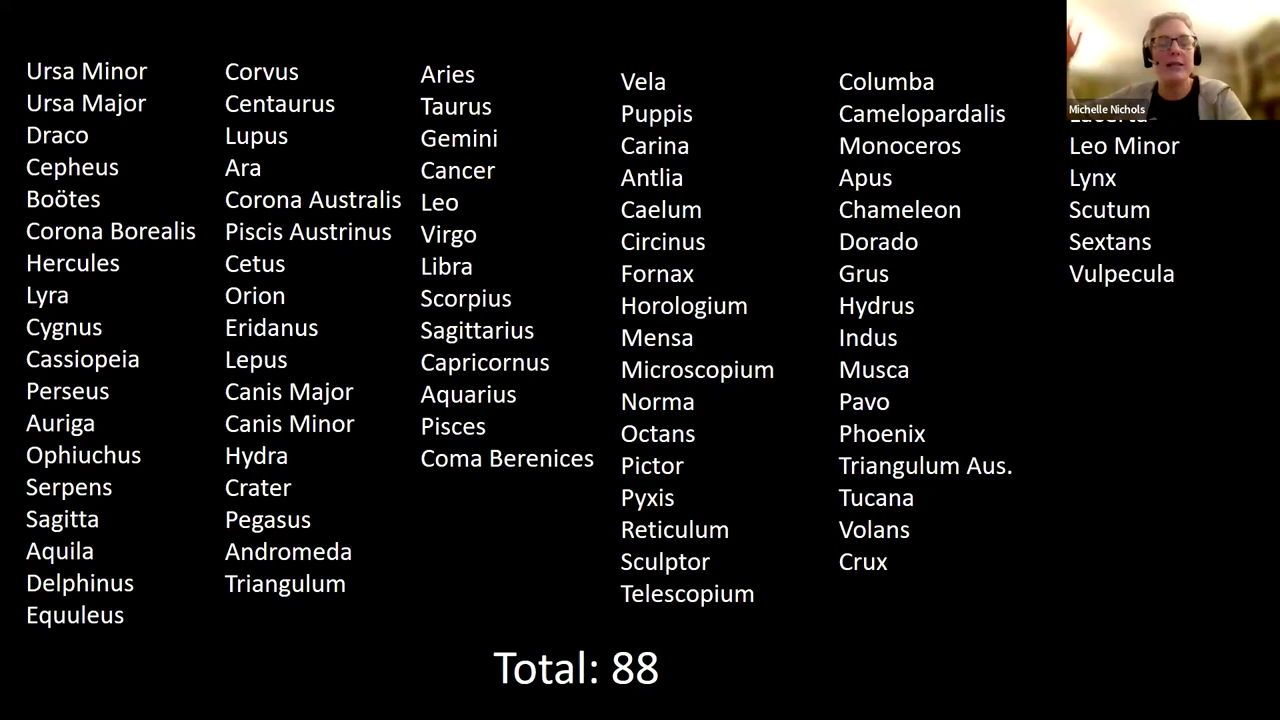 Ursa Minor
Ursa Major
Draco
Cepheus
Boötes
Corona Borealis
Hercules
Lyra
Cygnus
Cassiopeia
Perseus
Auriga
Ophiuchus
Serpens
Sagitta
Aquila
Delphinus
Equuleus
Corvus
Centaurus
Lupus
Ara
Corona Australis
Piscis Austrinus
Cetus
Orion
Eridanus
Lepus
Canis Major
Canis Minor
Hydra
Crater
Pegasus
Andromeda
Triangulum
Aries
Taurus
Gemini
Cancer
Leo
Virgo
Libra
Scorpius
Sagittarius
Capricornus
Aquarius
Pisces
Coma Berenices
Vela
Puppis
Carina
Antlia
Caelum
Circinus
Fornax
Horologium
Mensa
Microscopium
Norma
Octans
Pictor
Pyxis
Reticulum
Sculptor
Telescopium
Columba
Camelopardalis
Monoceros
Apus
Chameleon
Dorado
Grus
Hydrus
Indus
Musca
Pavo
Phoenix
Triangulum Aus.
Tucana
Volans
Crux
Michelle Nichols
Leo Minor
Lynx
Scutum
Sextans
Vulpecula
Total: 88